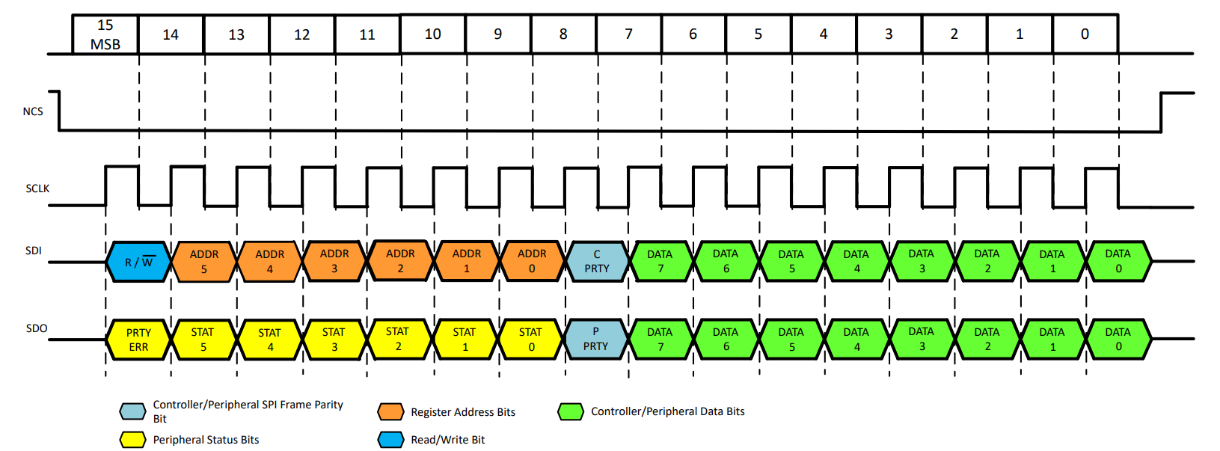 15 MSB 14 13 12 11 10 9 8 7 6 5 4 3 2 1 0
NCS
SCLK
SDI
R / W̅ ADDR 5 ADDR 4 ADDR 3 ADDR 2 ADDR 1 ADDR 0 C PRTY DATA 7 DATA 6 DATA 5 DATA 4 DATA 3 DATA 2 DATA 1 DATA 0
SDO
PRTY ERR STAT 5 STAT 4 STAT 3 STAT 2 STAT 1 STAT 0 P PRTY DATA 7 DATA 6 DATA 5 DATA 4 DATA 3 DATA 2 DATA 1 DATA 0
Controller/Peripheral SPI Frame Parity
Bit
Register Address Bits
Controller/Peripheral Data Bits
Peripheral Status Bits
Read/Write Bit